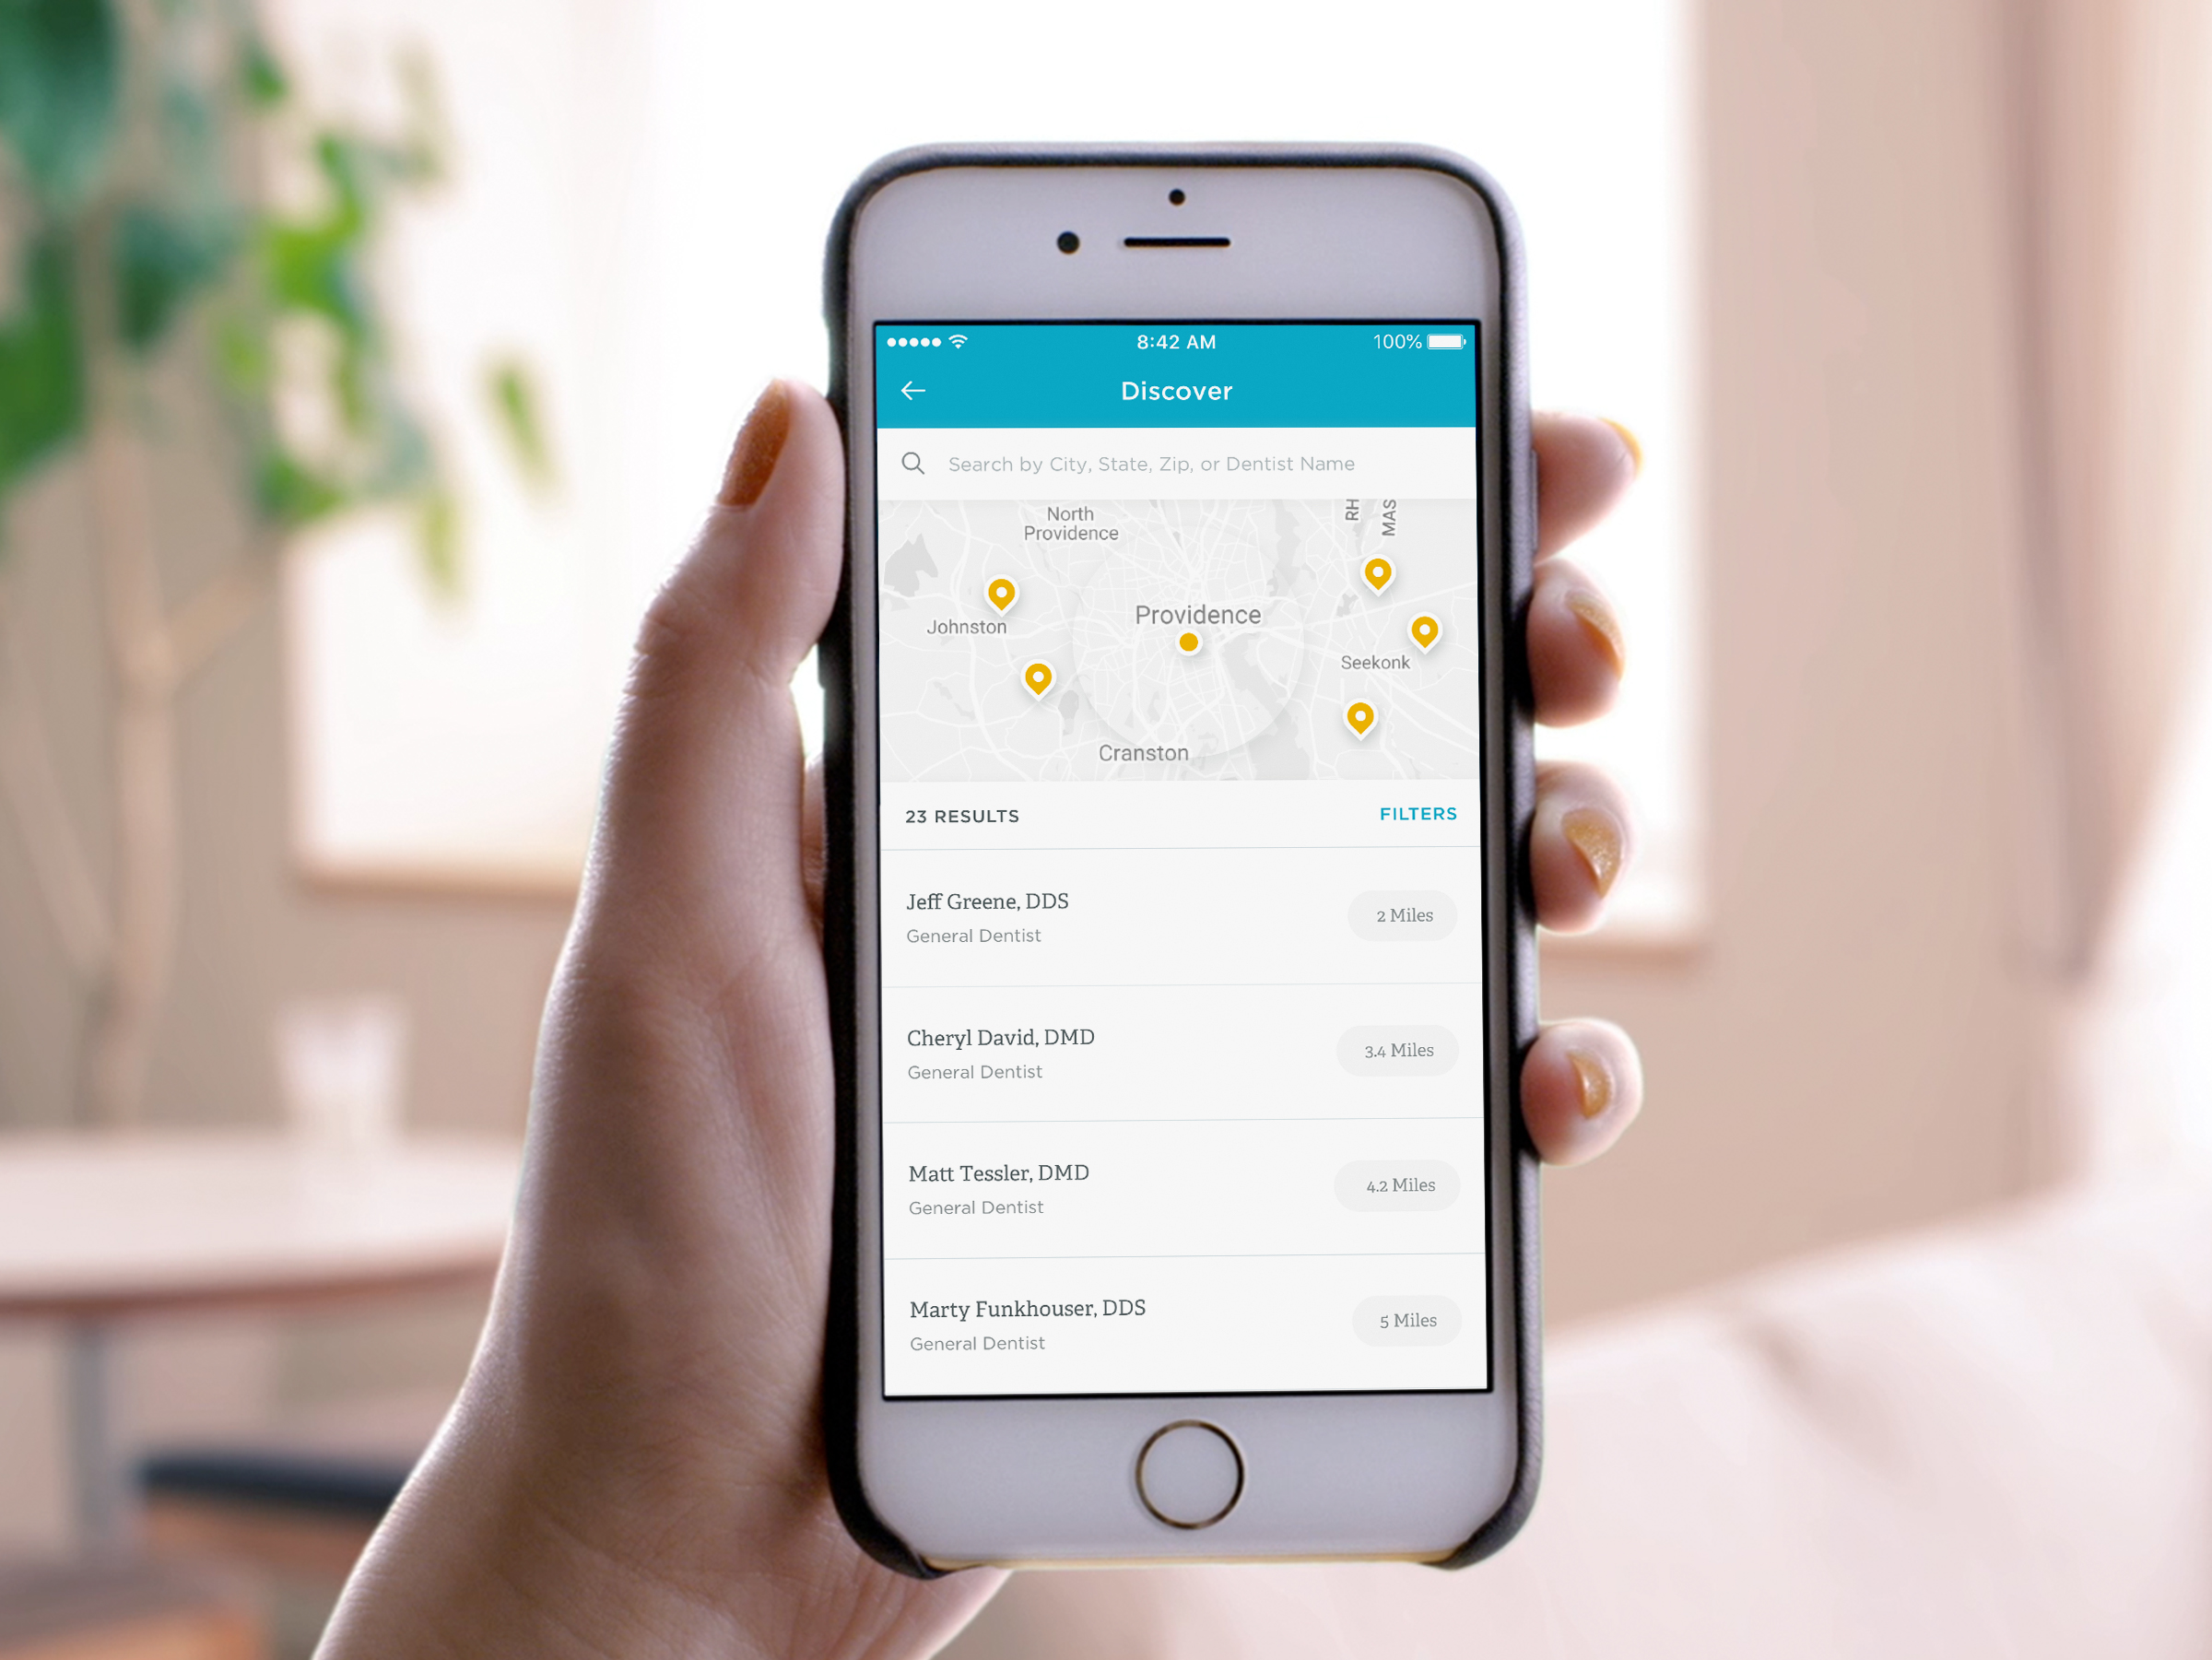 8:42 AM
100%
Discover
Search by City, State, Zip, or Dentist Name
North
Providence
RH
MAS
Johnston
Providence
Seekonk
Cranston
23 RESULTS
FILTERS
Jeff Greene, DDS
2 Miles
General Dentist
Cheryl David, DMD
3.4 Miles
General Dentist
Matt Tessler, DMD
4.2 Miles
General Dentist
Marty Funkhouser, DDS
5 Miles
General Dentist